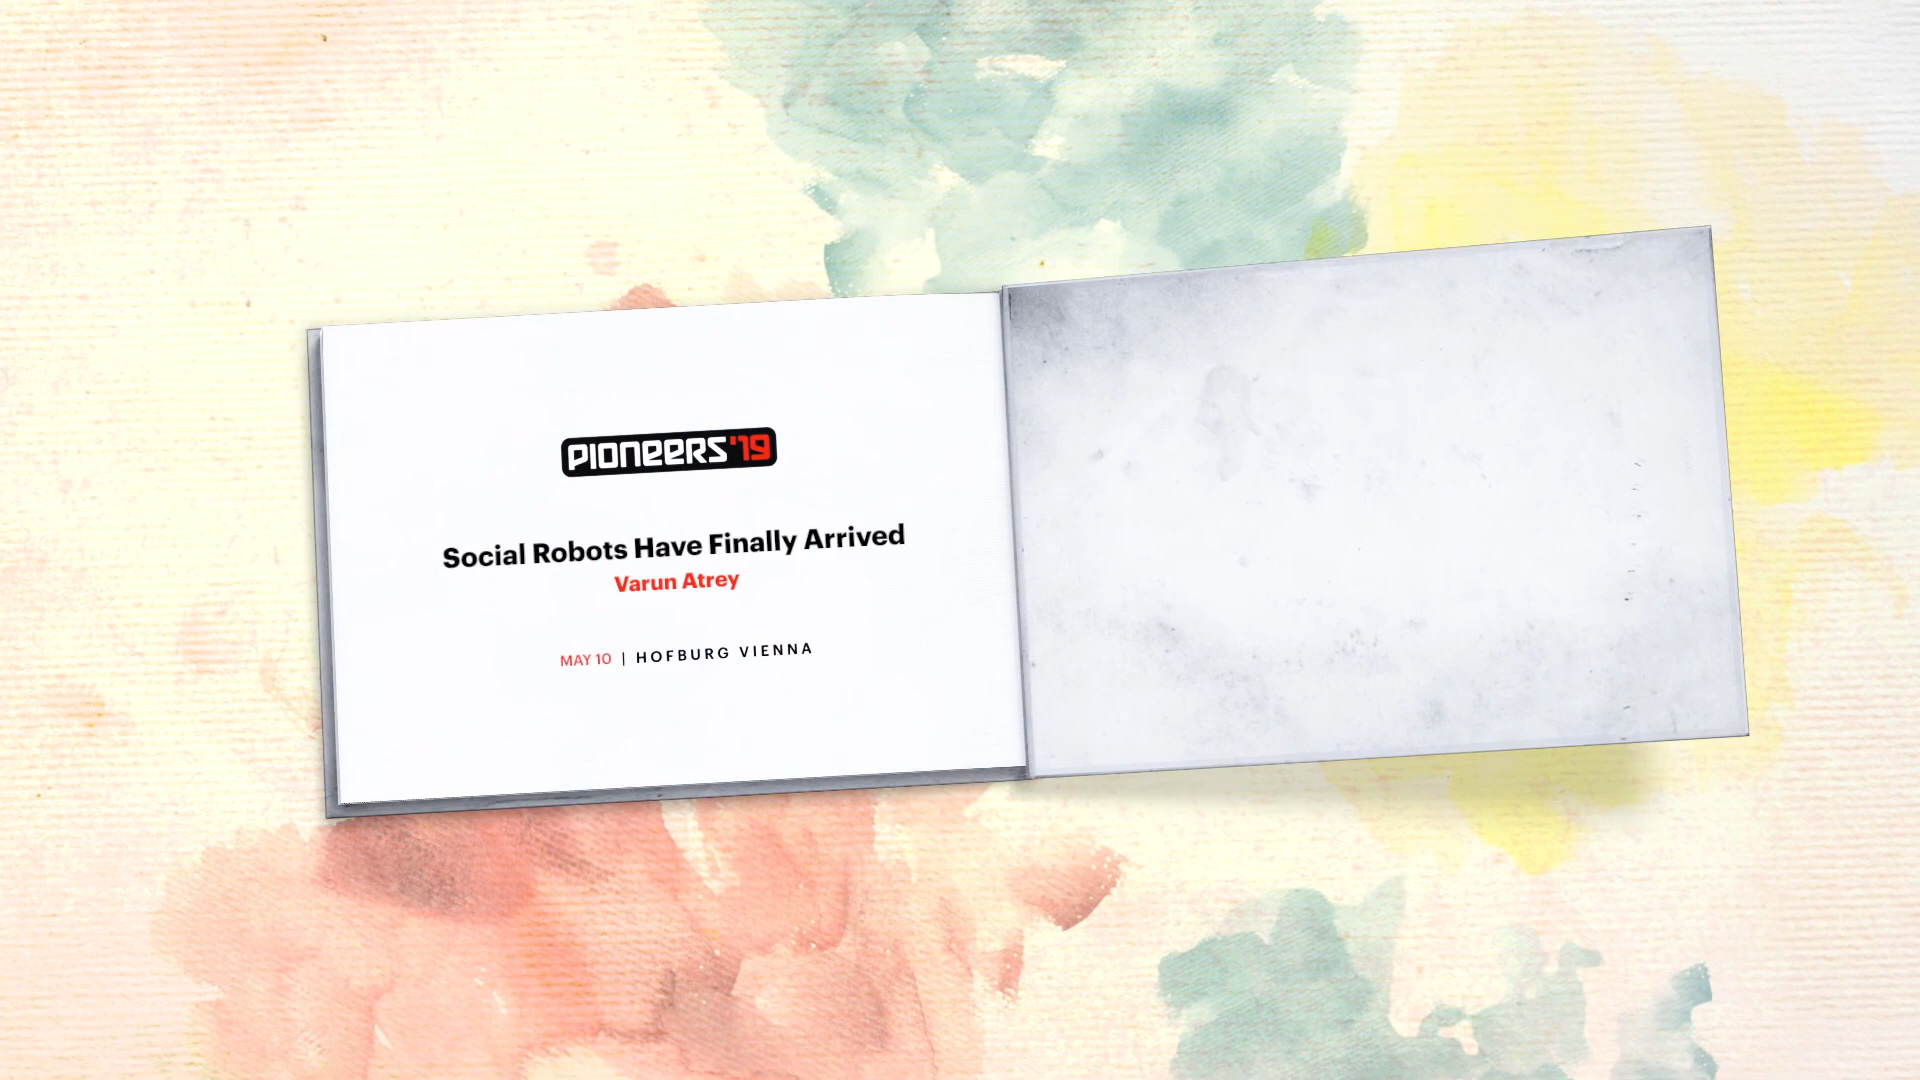 PIONEERS'19
Social Robots Have Finally Arrived
Varun Atrey
MAY 10 | HOFBURG VIENNA